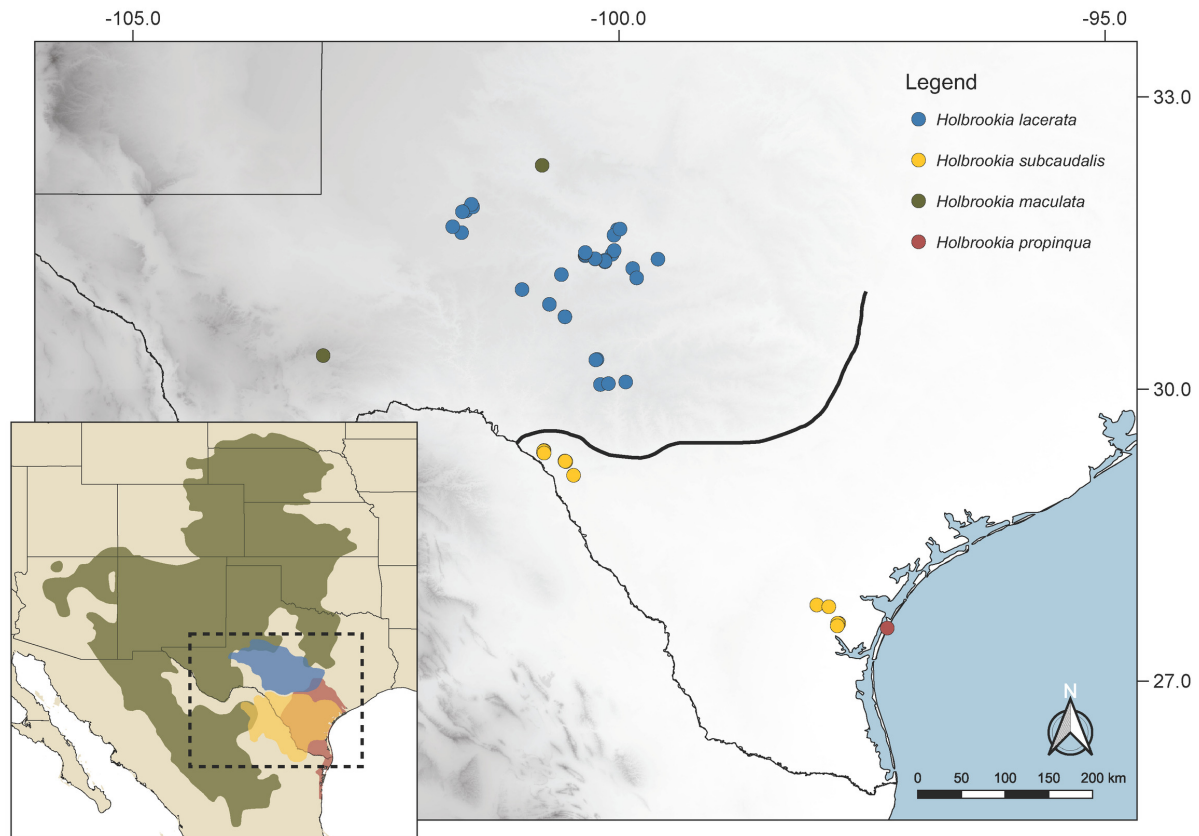 -105.0 -100.0 -95.0
Legend
33.0
Holbrookia lacerata
Holbrookia subcaudalis
Holbrookia maculata
Holbrookia propinqua
30.0
27.0
N
0 50 100 150 200 km